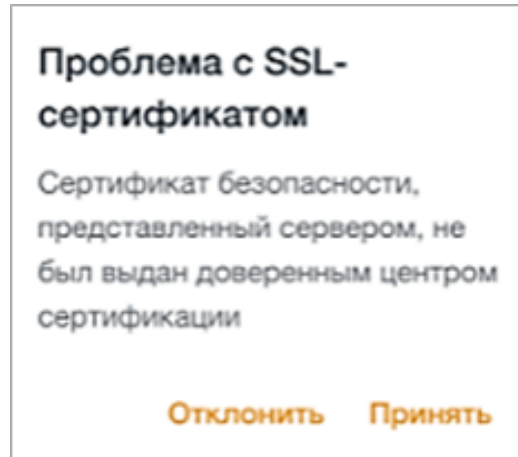 Проблема с SSL-
сертификатом
Сертификат безопасности,
представленный сервером, не
был выдан доверенным центром
сертификации
Отклонить Принять